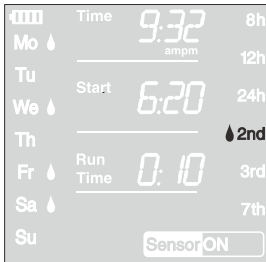 Time 9:32 8h
Mo ampm
12h
Tu
Start 6:20 24h
We
Th 2nd
Run
Time 0:10
Fr 3rd
Sa 7th
Su Sensor ON